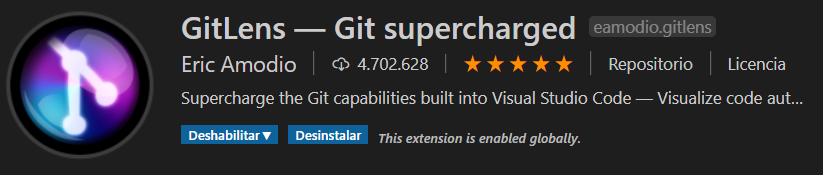 GitLens — Git supercharged eamodio.gitlens
Eric Amodio 4.702.628 Repositorio Licencia
Supercharge the Git capabilities built into Visual Studio Code — Visualize code aut...
Deshabilitar Desinstalar This extension is enabled globally.